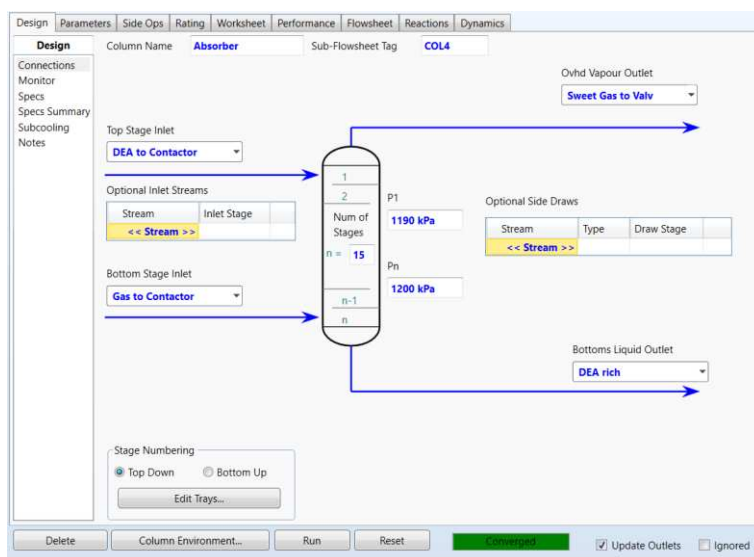 Design Parameters Side Ops Rating Worksheet Performance Flowsheet Reactions Dynamics
Design
Connections
Monitor
Specs
Specs Summary
Subcooling
Notes
Column Name Absorber Sub-Flowsheet Tag COL4
Ovhd Vapour Outlet
Sweet Gas to Valv
Top Stage Inlet
DEA to Contactor
Optional Inlet Streams
Stream Inlet Stage
<< Stream >>
Bottom Stage Inlet
Gas to Contactor
1
2
Num of
Stages
n = 15
n-1
n
P1
1190 kPa
Pn
1200 kPa
Optional Side Draws
Stream Type Draw Stage
<< Stream >>
Bottoms Liquid Outlet
DEA rich
Stage Numbering
Top Down Bottom Up
Edit Trays...
Delete Column Environment... Run Reset Converged Update Outlets Ignored